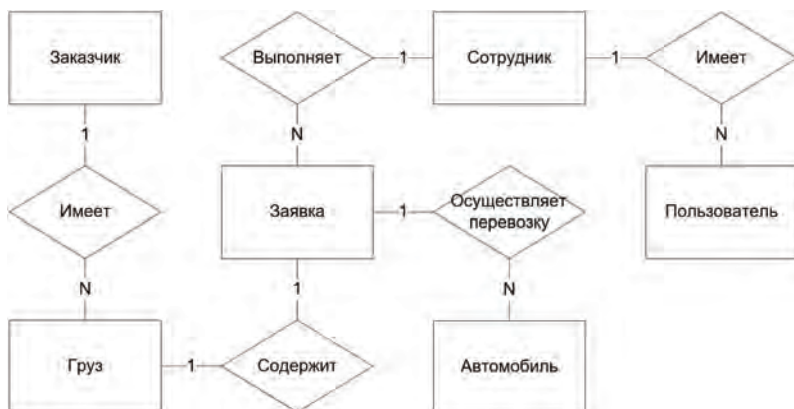 Заказчик
Выполняет
1
Сотрудник
1
Имеет
1
N
N
Имеет
Заявка
1
Осуществляет
перевозку
Пользователь
N
1
N
Груз
1
Содержит
Автомобиль